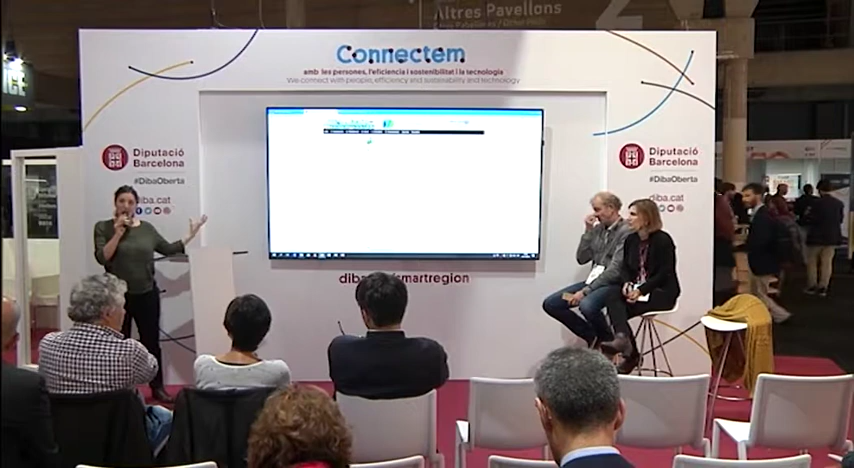 Altres Pavellons
Connectem
amb les persones, l'eficiencia i sostenibilitat i la tecnologia
We connect with people, efficiency and sustainability and technology
Diputació
Barcelona
#DibaOberta
diba.cat
Diputació
Barcelona
#DibaOberta
diba.cat
smartregion